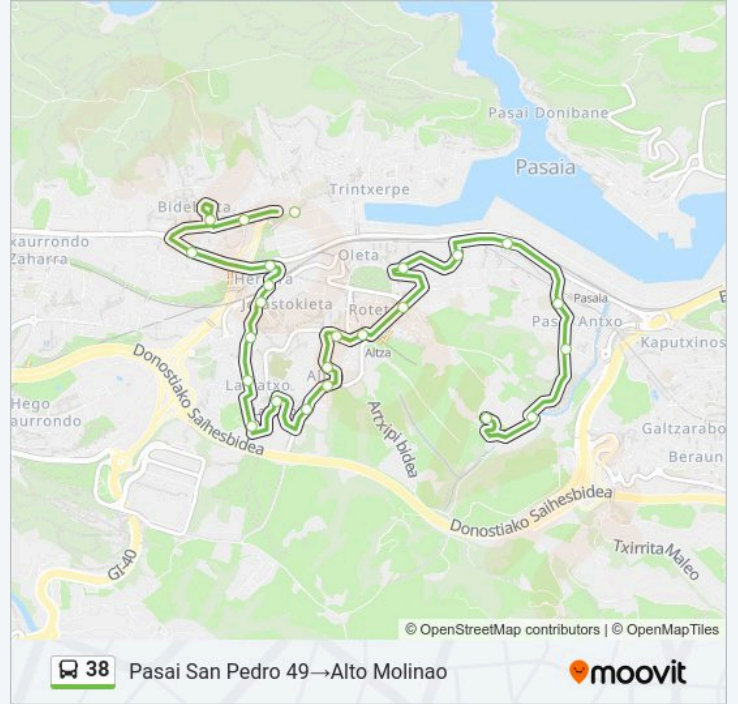 Pasai Donibane
Pasaia
Trintxerpe
Bidebieta
xaurrondo
Zaharra
Oleta
Herrera
Jolastokieta
Pasaia
Pasai Antxo
Kaputxinos
Altza
Donostiako Saihesbidea
Hego
aurrondo
Artxipi bidea
Galtzarabo
Beraun
Donostiako Saihesbidea
Txirrita Maleo
GI-40
© OpenStreetMap contributors | © OpenMapTiles
38 Pasai San Pedro 49→Alto Molinao
moovit